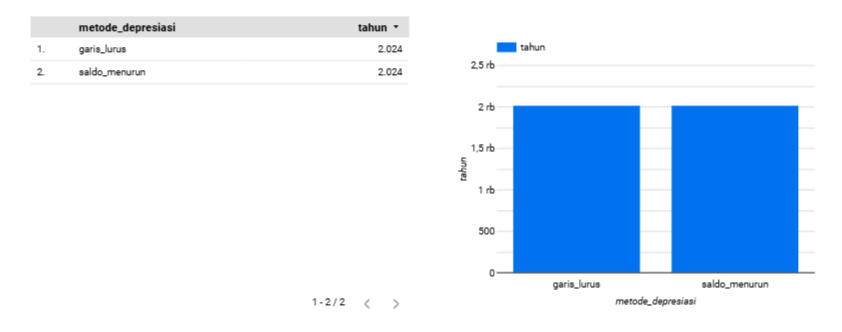 metode_depresiasi tahun
1. garis_lurus 2.024
2. saldo_menurun 2.024
1 - 2 / 2
tahun
2,5 rb
2 rb
1,5 rb
1 rb
500
0
tahun
garis_lurus saldo_menurun
metode_depresiasi